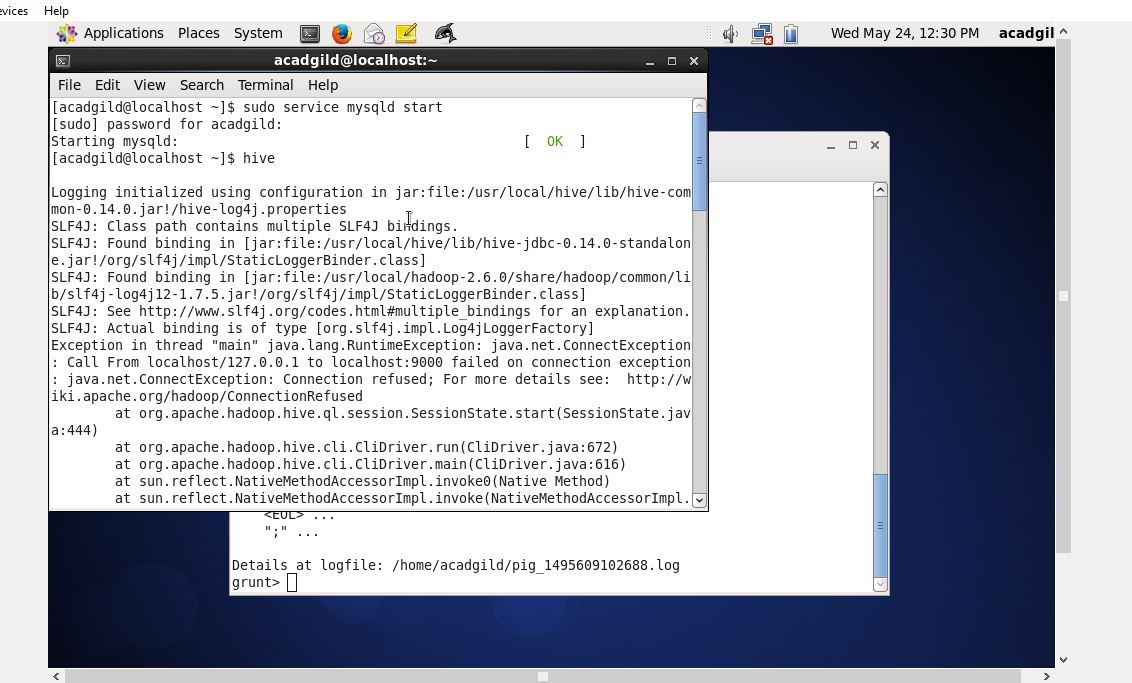 evices Help
Applications Places System Wed May 24, 12:30 PM acadgil
acadgild@localhost:~
File Edit View Search Terminal Help
[acadgild@localhost ~]$ sudo service mysqld start
[sudo] password for acadgild:
Starting mysqld: [ OK ]
[acadgild@localhost ~]$ hive
Logging initialized using configuration in jar:file:/usr/local/hive/lib/hive-com
mon-0.14.0.jar!/hive-log4j.properties
SLF4J: Class path contains multiple SLF4J bindings.
SLF4J: Found binding in [jar:file:/usr/local/hive/lib/hive-jdbc-0.14.0-standalon
e.jar!/org/slf4j/impl/StaticLoggerBinder.class]
SLF4J: Found binding in [jar:file:/usr/local/hadoop-2.6.0/share/hadoop/common/li
b/slf4j-log4j12-1.7.5.jar!/org/slf4j/impl/StaticLoggerBinder.class]
SLF4J: See http://www.slf4j.org/codes.html#multiple_bindings for an explanation.
SLF4J: Actual binding is of type [org.slf4j.impl.Log4jLoggerFactory]
Exception in thread "main" java.lang.RuntimeException: java.net.ConnectException
: Call From localhost/127.0.0.1 to localhost:9000 failed on connection exception
: java.net.ConnectException: Connection refused; For more details see:  http://w
iki.apache.org/hadoop/ConnectionRefused
at org.apache.hadoop.hive.ql.session.SessionState.start(SessionState.jav
a:444)
at org.apache.hadoop.hive.cli.CliDriver.run(CliDriver.java:672)
at org.apache.hadoop.hive.cli.CliDriver.main(CliDriver.java:616)
at sun.reflect.NativeMethodAccessorImpl.invoke0(Native Method)
at sun.reflect.NativeMethodAccessorImpl.invoke(NativeMethodAccessorImpl.
<EOL> ...
";" ...
Details at logfile: /home/acadgild/pig_1495609102688.log
grunt>